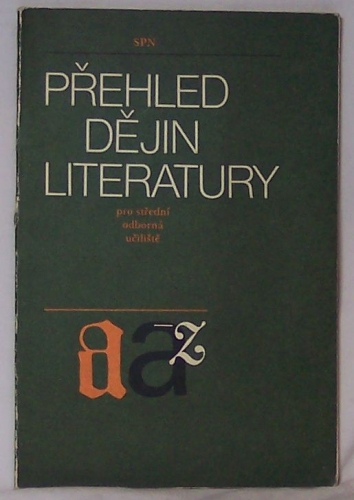 SPN
PŘEHLED
DĚJIN
LITERATURY
pro střední
odborná
učiliště
a a-z